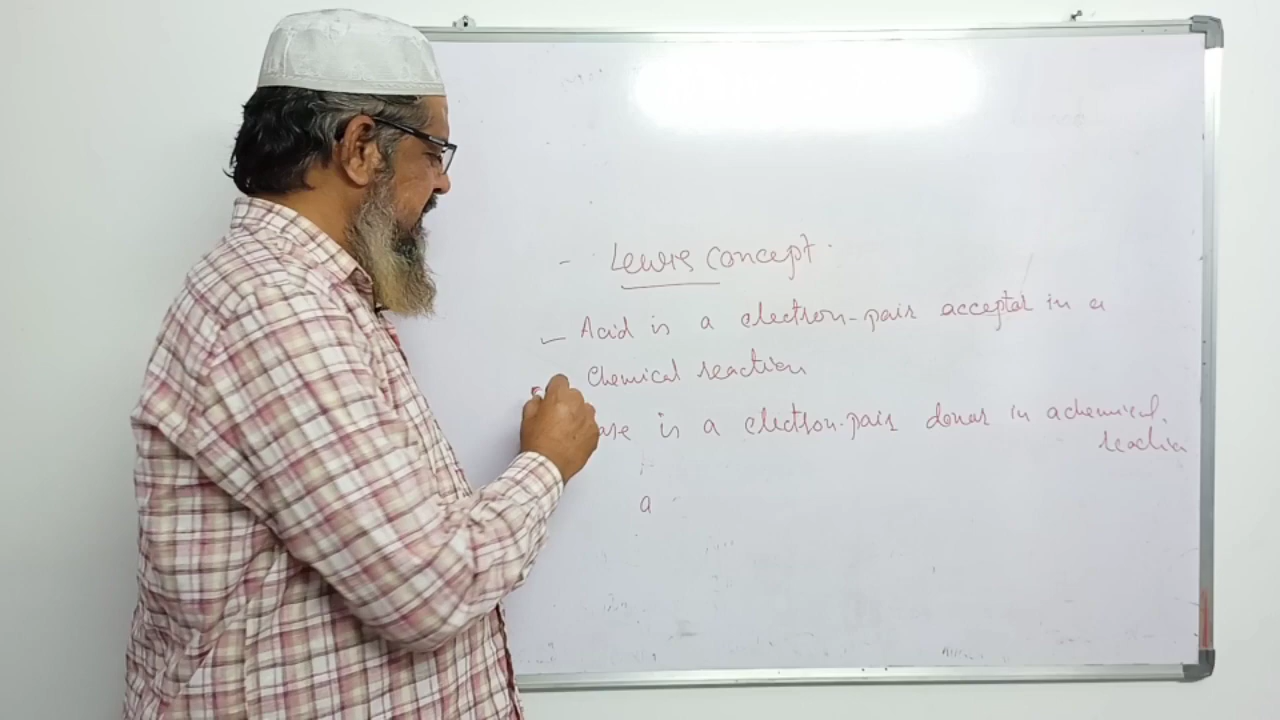 - Lewis concept.
Acid is a electron-pair acceptor in a
Chemical reaction
ase is a electron-pair donar in a chemical
reaction
a